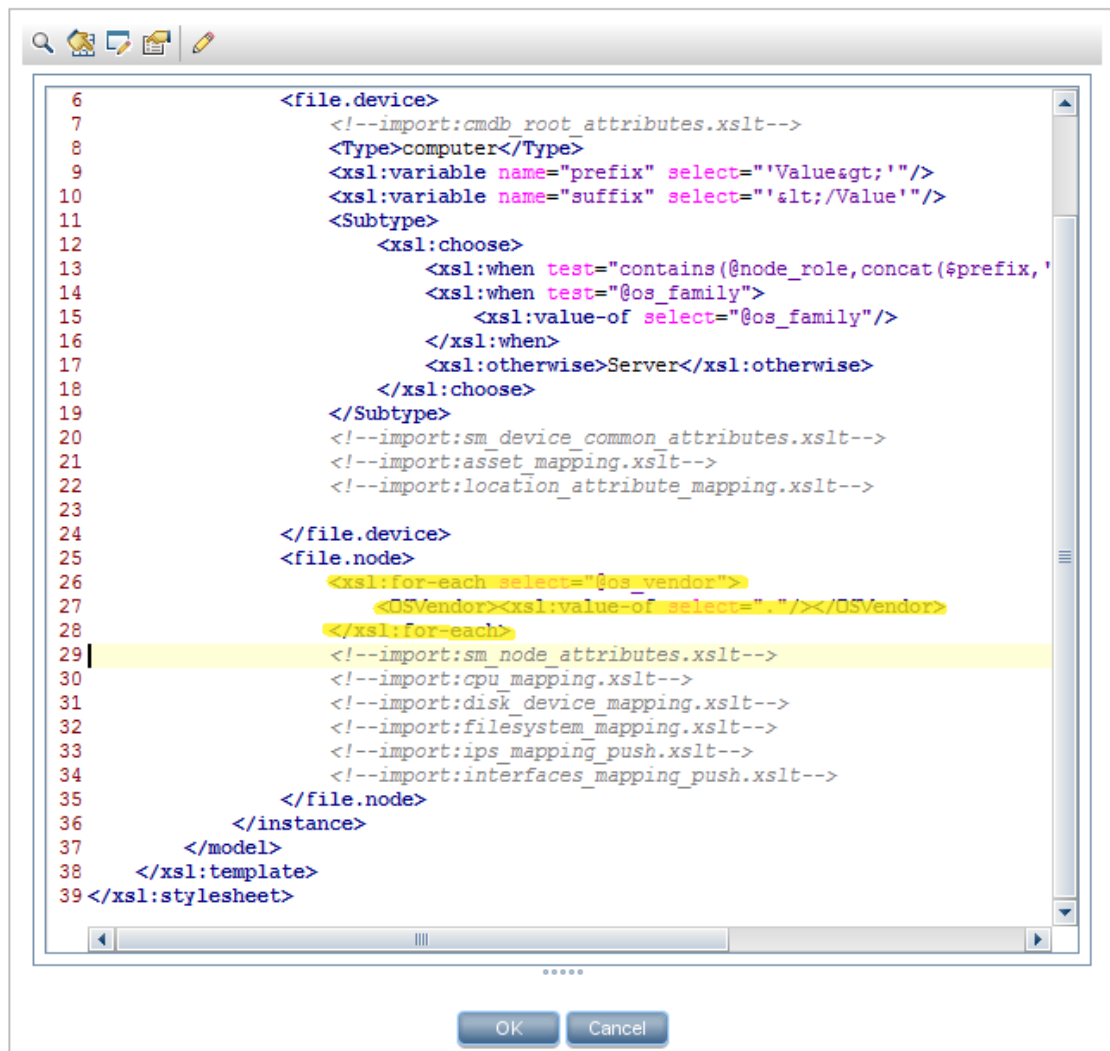 6 <file.device>
7 <!--import:cmdb_root_attributes.xslt-->
8 <Type>computer</Type>
9 <xsl:variable name="prefix" select="'Value&gt;'"/>
10 <xsl:variable name="suffix" select="'&lt;/Value'"/>
11 <Subtype>
12 <xsl:choose>
13 <xsl:when test="contains(@node_role,concat($prefix,'
14 <xsl:when test="@os_family">
15 <xsl:value-of select="@os_family"/>
16 </xsl:when>
17 <xsl:otherwise>Server</xsl:otherwise>
18 </xsl:choose>
19 </Subtype>
20 <!--import:sm_device_common_attributes.xslt-->
21 <!--import:asset_mapping.xslt-->
22 <!--import:location_attribute_mapping.xslt-->
23
24 </file.device>
25 <file.node>
26 <xsl:for-each select="@os_vendor">
27 <OSVendor><xsl:value-of select="."/></OSVendor>
28 </xsl:for-each>
29 <!--import:sm_node_attributes.xslt-->
30 <!--import:cpu_mapping.xslt-->
31 <!--import:disk_device_mapping.xslt-->
32 <!--import:filesystem_mapping.xslt-->
33 <!--import:ips_mapping_push.xslt-->
34 <!--import:interfaces_mapping_push.xslt-->
35 </file.node>
36 </instance>
37 </model>
38 </xsl:template>
39 </xsl:stylesheet>
OK Cancel